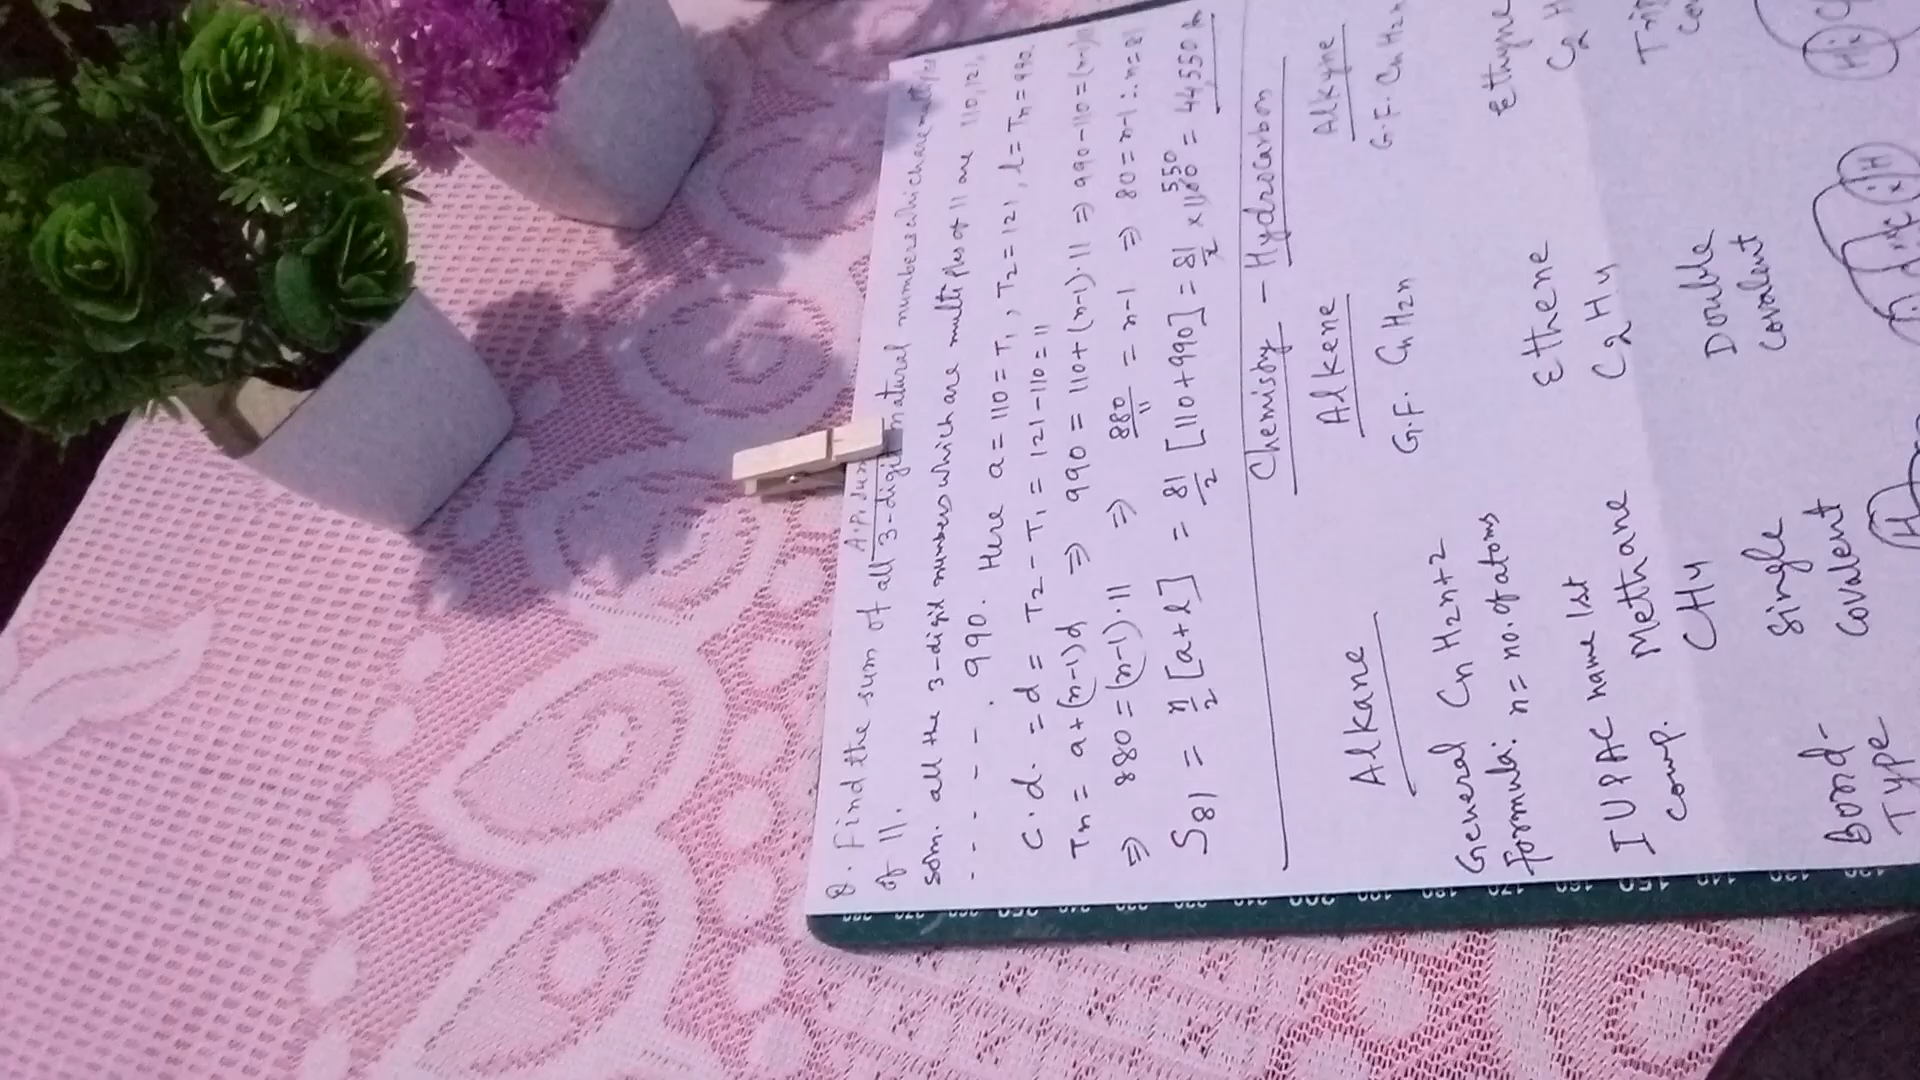 Q. Find the sum of all 3-digit natural numbers which are
of 11.
som. all the 3-digit numbers which are multiples of 11 are 110, 121,
- - - - . 990. Here a = 110 = T1, T2 = 121, l = Tn = 990
C.d. = d = T2 - T1 = 121 - 110 = 11
Tn = a + (n-1)d ⇒ 990 = 110 + (n-1).11 ⇒ 990 - 110 = (n-1)
⇒ 880 = (n-1).11 ⇒ 880/11 = n-1 ⇒ 80 = n-1 ∴ n = 81
S81 = n/2 [a+l] = 81/2 [110+990] = 81/2 x 1100 550 = 44550
Chemistry - Hydrocarbon
Alkane Alkene Alkyne
General CnH2n+2 G.F. CnH2n G.F. CnH2n
Formula. n = no. of atoms
IUPAC name 1st Methane Ethene Ethyne
comp. CH4 C2H4 C2H
Bond- Single Double
Type Covalent Covalent